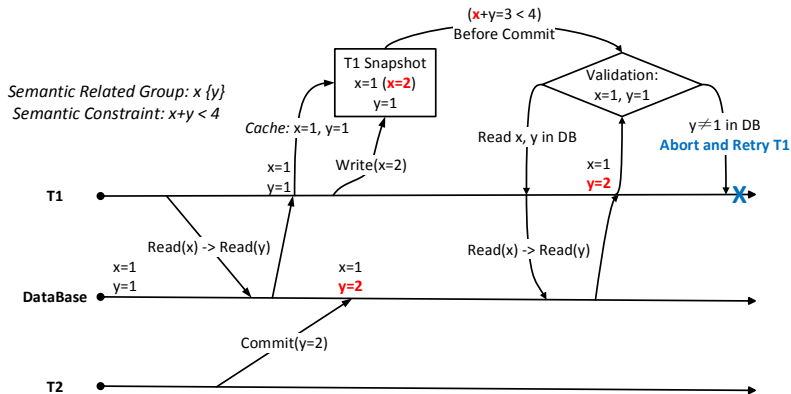 (x+y=3 < 4)
Before Commit
T1 Snapshot
x=1 (x=2)
y=1
Validation:
x=1, y=1
Semantic Related Group: x {y}
Semantic Constraint: x+y < 4
Cache: x=1, y=1
Read x, y in DB
y≠1 in DB
Abort and Retry T1
Write(x=2)
x=1
y=1
x=1
y=2
T1
X
Read(x) -> Read(y)
Read(x) -> Read(y)
x=1
y=1
x=1
y=2
DataBase
Commit(y=2)
T2